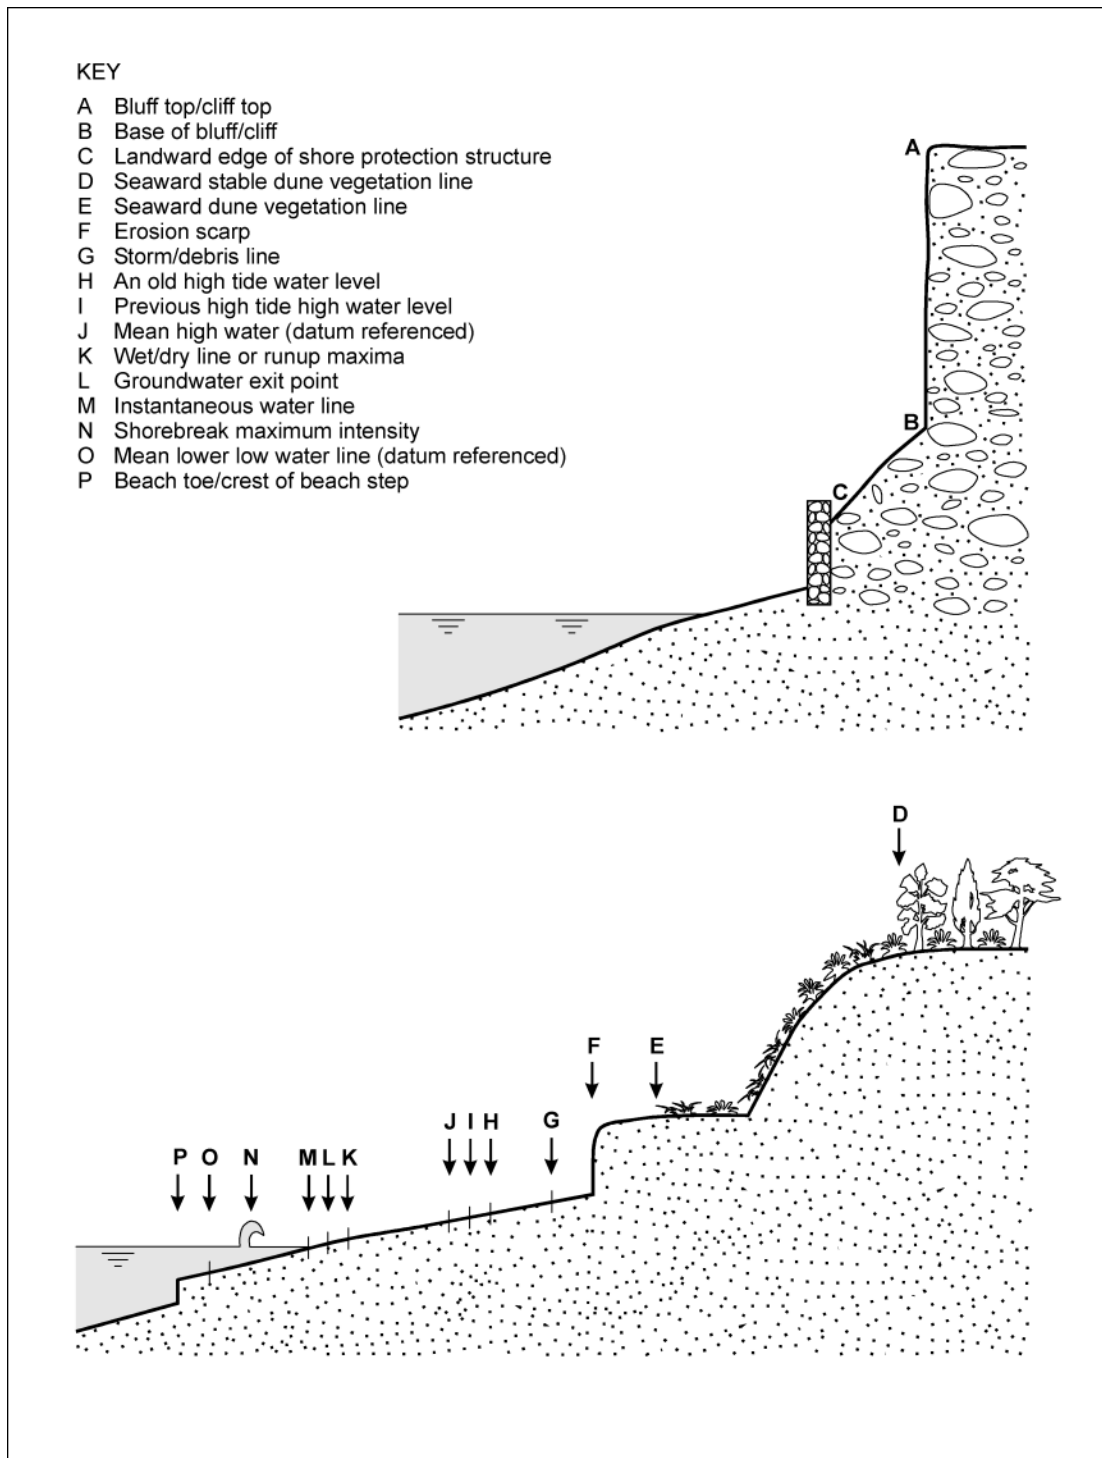 KEY
A Bluff top/cliff top
B Base of bluff/cliff
C Landward edge of shore protection structure
D Seaward stable dune vegetation line
E Seaward dune vegetation line
F Erosion scarp
G Storm/debris line
H An old high tide water level
I Previous high tide high water level
J Mean high water (datum referenced)
K Wet/dry line or runup maxima
L Groundwater exit point
M Instantaneous water line
N Shorebreak maximum intensity
O Mean lower low water line (datum referenced)
P Beach toe/crest of beach step
A
B
C
D
F E
J I H G
P O N M L K